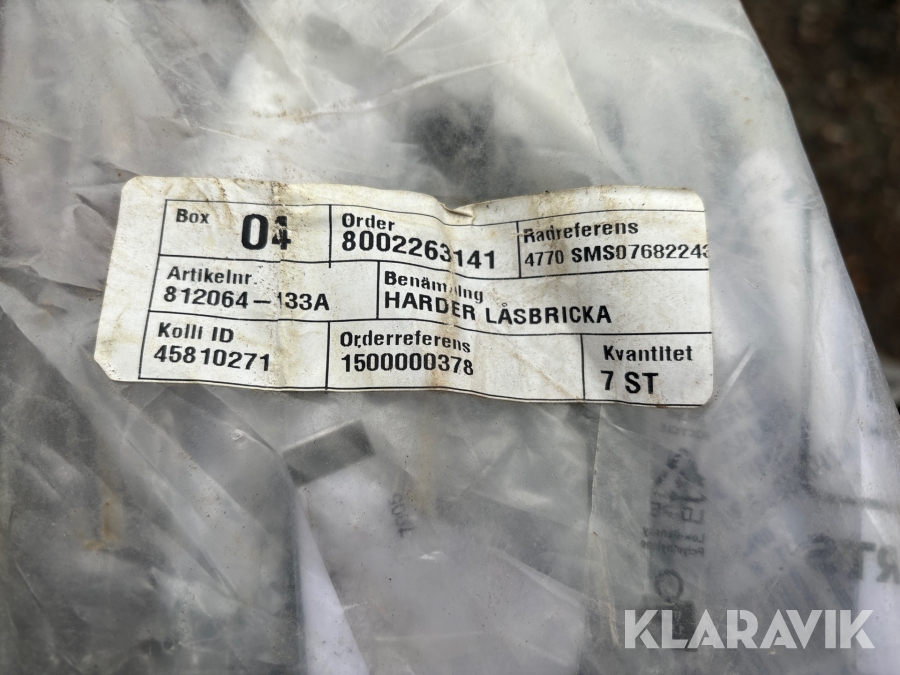 Box 04
Order
8002263141
Radreferens
4770 SMS07682243
Artikelnr.
812064-133A
Benämning
HARDER LÅSBRICKA
Kolli ID
45810271
Orderreferens
1500000378
Kvantitet
7 ST
KLARAVIK